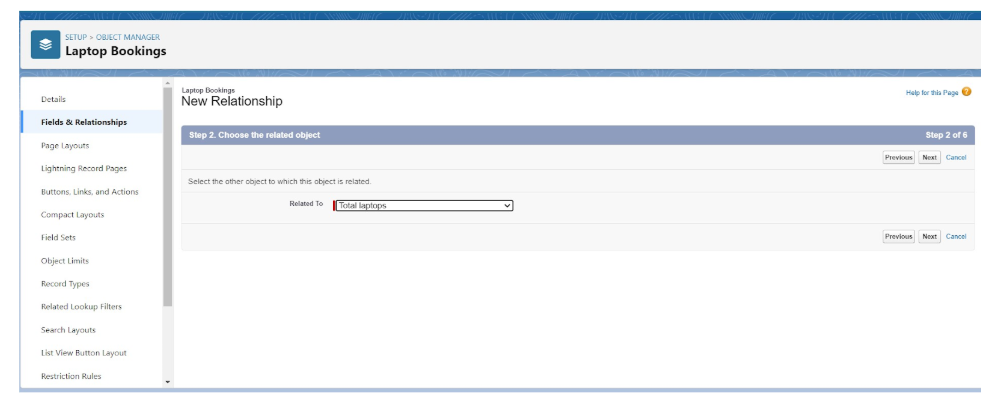 SETUP > OBJECT MANAGER
Laptop Bookings
Details
Fields & Relationships
Page Layouts
Lightning Record Pages
Buttons, Links, and Actions
Compact Layouts
Field Sets
Object Limits
Record Types
Related Lookup Filters
Search Layouts
List View Button Layout
Restriction Rules
Laptop Bookings
New Relationship
Help for this Page
Step 2. Choose the related object Step 2 of 6
Previous Next Cancel
Select the other object to which this object is related.
Related To Total laptops
Previous Next Cancel